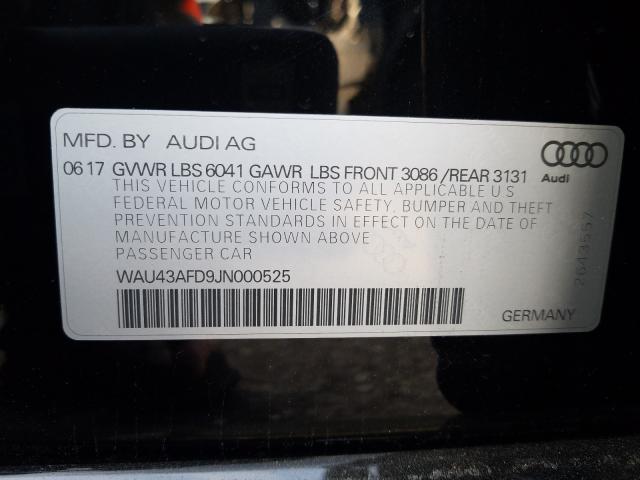 MFD. BY AUDI AG
06 17 GVWR LBS 6041 GAWR LBS FRONT 3086 /REAR 3131
THIS VEHICLE CONFORMS TO ALL APPLICABLE U S
FEDERAL MOTOR VEHICLE SAFETY, BUMPER AND THEFT
PREVENTION STANDARDS IN EFFECT ON THE DATE OF
MANUFACTURE SHOWN ABOVE
PASSENGER CAR
WAU43AFD9JN000525
GERMANY
Audi
2643557